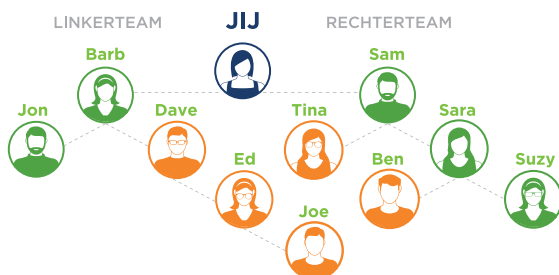 LINKERTEAM
JIJ
RECHTERTEAM
Barb
Sam
Jon
Dave
Tina
Sara
Ed
Ben
Suzy
Joe